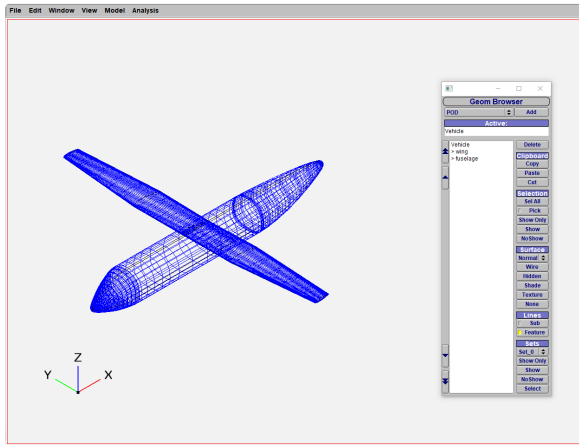 File Edit Window View Model Analysis
Geom Browser
POD Add
Active:
Vehicle
Vehicle
> wing
> fuselage
Delete
Clipboard
Copy
Paste
Cut
Selection
Sel All
Pick
Show Only
Show
NoShow
Surface
Normal
Wire
Hidden
Shade
Texture
None
Lines
Sub
Feature
Sets
Set_0
Show Only
Show
NoShow
Select
Z
Y X